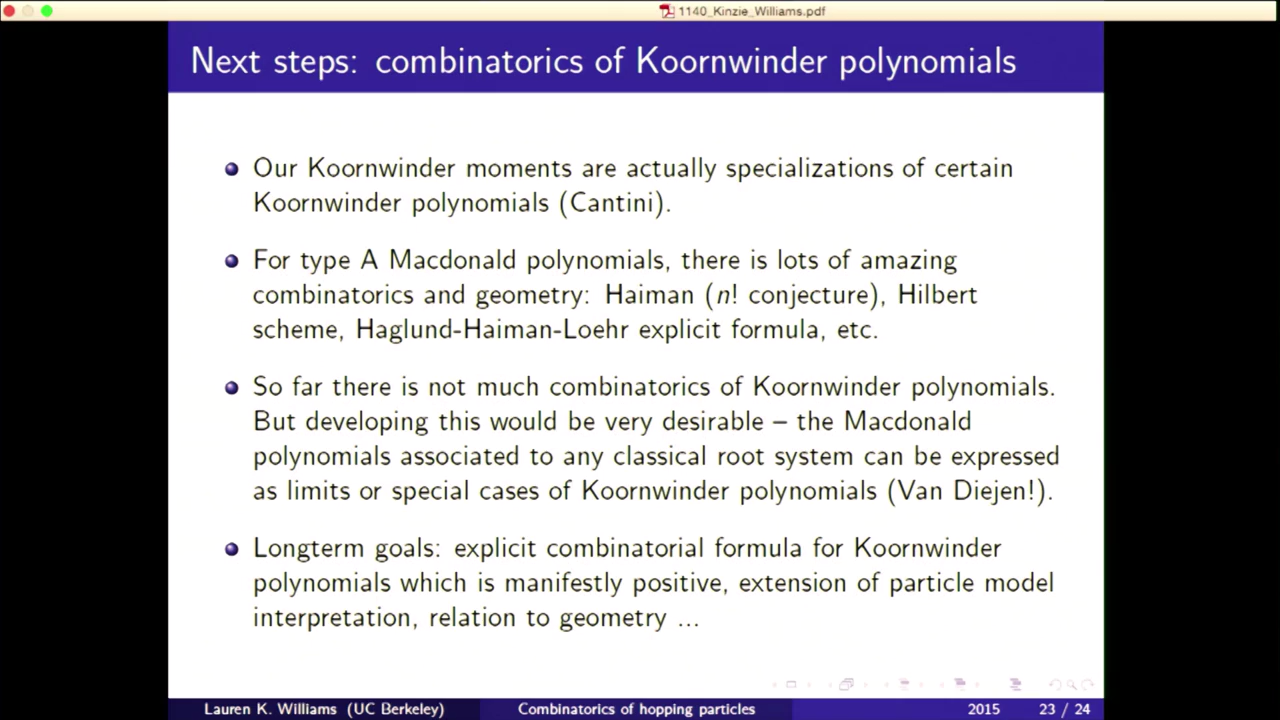 1140_Kinzie_Williams.pdf
Next steps: combinatorics of Koornwinder polynomials
Our Koornwinder moments are actually specializations of certain
Koornwinder polynomials (Cantini).
For type A Macdonald polynomials, there is lots of amazing
combinatorics and geometry: Haiman (n! conjecture), Hilbert
scheme, Haglund-Haiman-Loehr explicit formula, etc.
So far there is not much combinatorics of Koornwinder polynomials.
But developing this would be very desirable – the Macdonald
polynomials associated to any classical root system can be expressed
as limits or special cases of Koornwinder polynomials (Van Diejen!).
Longterm goals: explicit combinatorial formula for Koornwinder
polynomials which is manifestly positive, extension of particle model
interpretation, relation to geometry ...
Lauren K. Williams (UC Berkeley) Combinatorics of hopping particles 2015 23 / 24